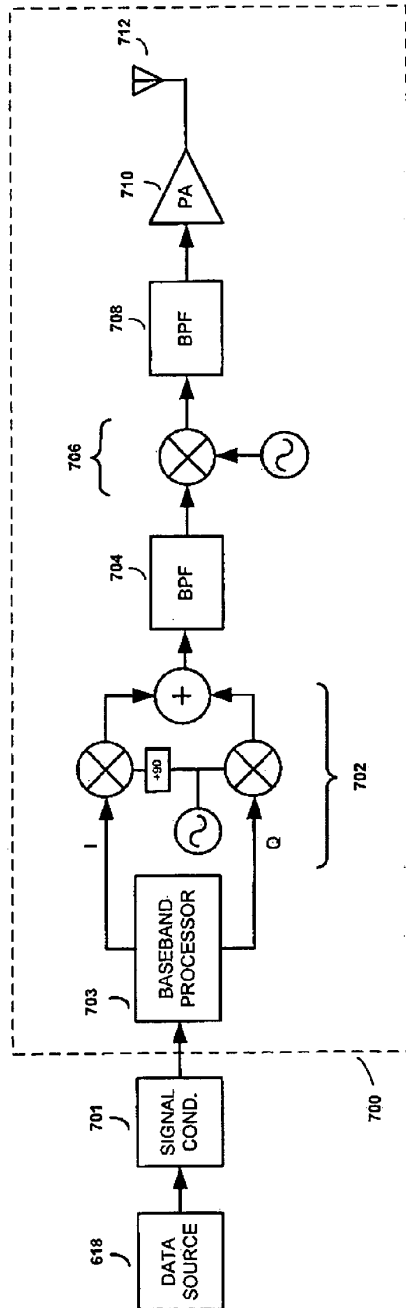 618
DATA
SOURCE
701
SIGNAL
COND.
700
703
BASEBAND
PROCESSOR
I
Q
+90
+
702
704
BPF
706
708
BPF
710
PA
712